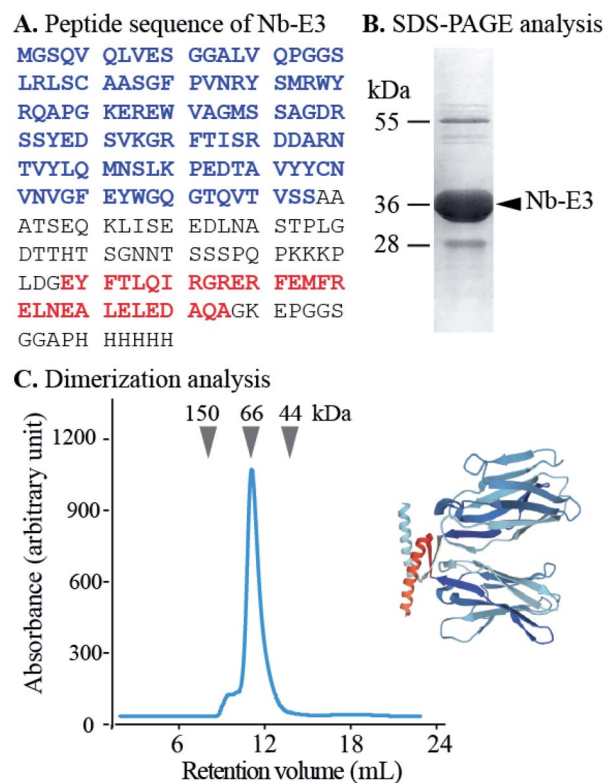 A. Peptide sequence of Nb-E3
MGSQV QLVES GGALV QPGGS
LRLSC AASGF PVNRY SMRWY
RQAPG KEREW VAGMS SAGDR
SSYED SVKGR FTISR DDARN
TVYLQ MNSLK PEDTA VYYCN
VNVGF EYWGQ GTQVT VSSAA
ATSEQ KLISE EDLNA STPLG
DTTHT SGNNT SSSPQ PKKKP
LDGEY FTLQI RGRER FEMFR
ELNEA LELED AQAGK EPGGS
GGAPH HHHHH
B. SDS-PAGE analysis
kDa
55
36
Nb-E3
28
C. Dimerization analysis
150 66 44 kDa
Absorbance (arbitrary unit)
1200
900
600
300
0
6 12 18 24
Retention volume (mL)